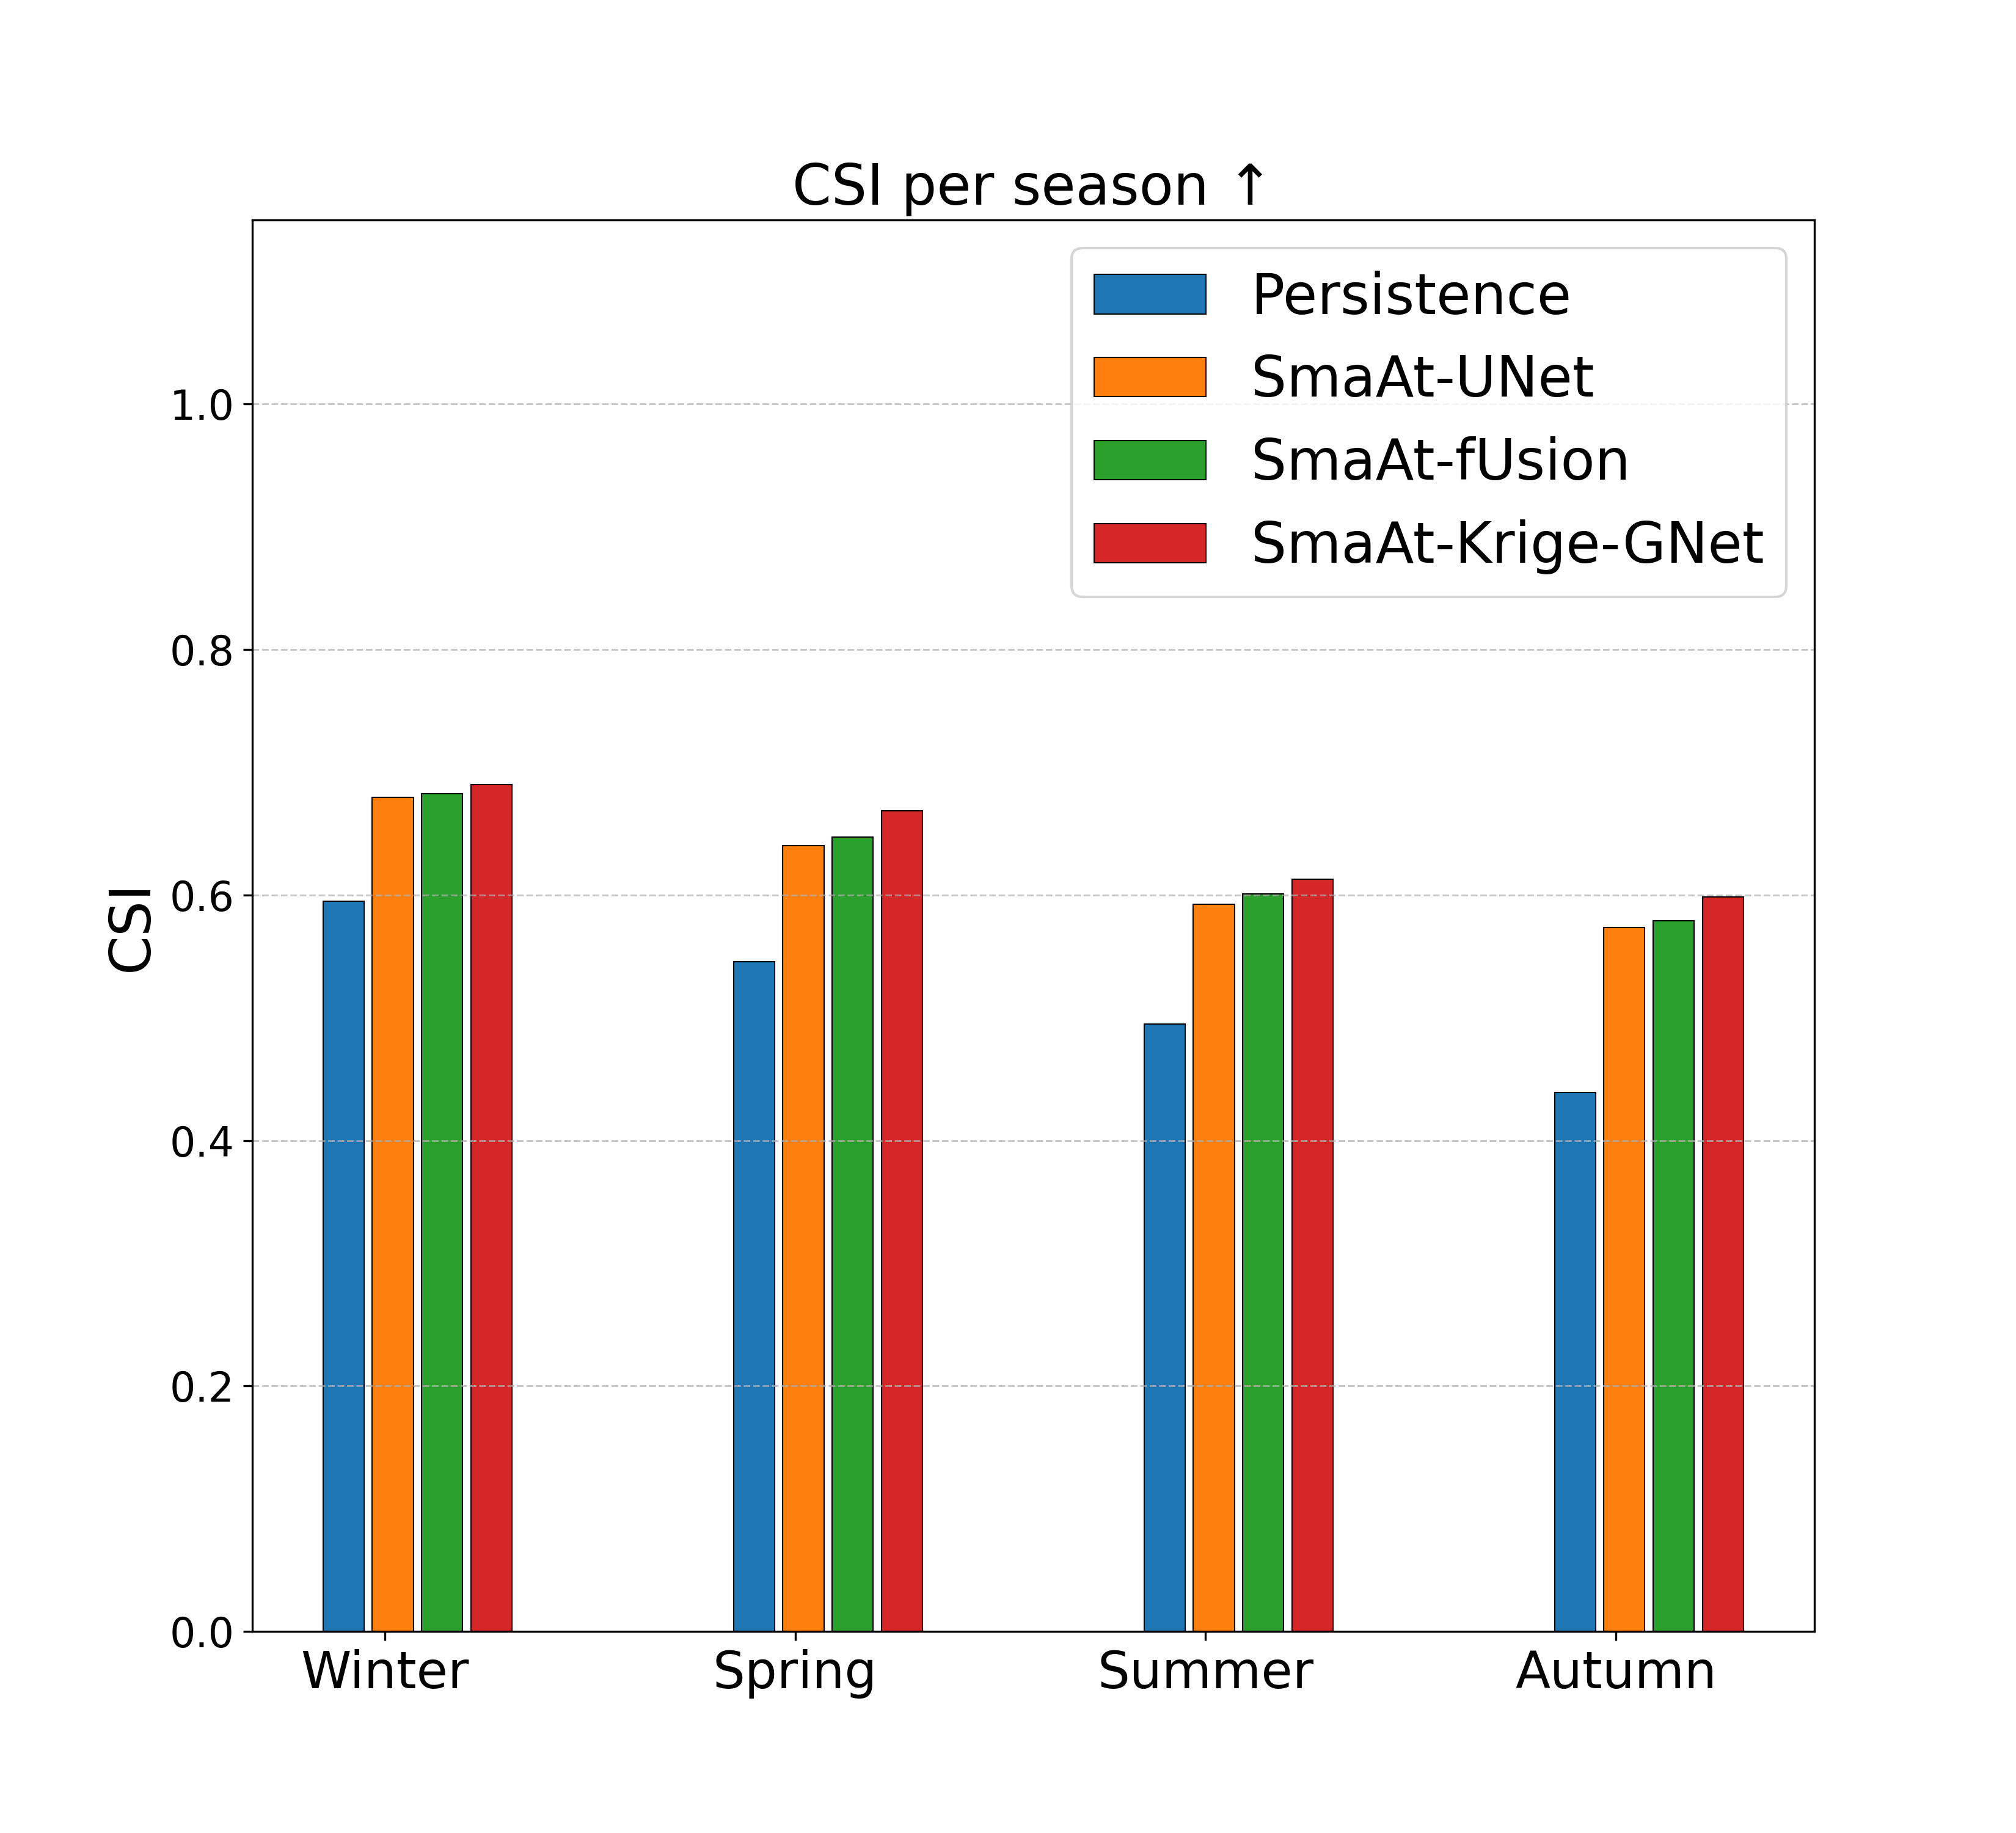 CSI per season ↑
Persistence
SmaAt-UNet
SmaAt-fUsion
SmaAt-Krige-GNet
CSI
1.0
0.8
0.6
0.4
0.2
0.0
Winter Spring Summer Autumn